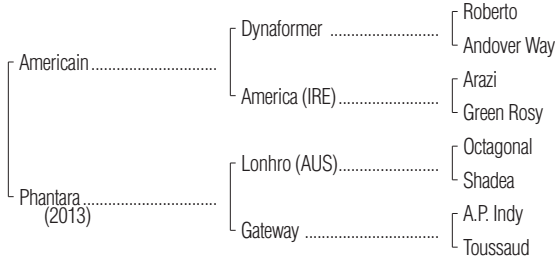 Roberto
Dynaformer ........................
Andover Way
Americain ...........................
Arazi
America (IRE) ......................
Green Rosy
Octagonal
Lonhro (AUS) ......................
Shadea
Phantara .............................
(2013)
A.P. Indy
Gateway .............................
Toussaud